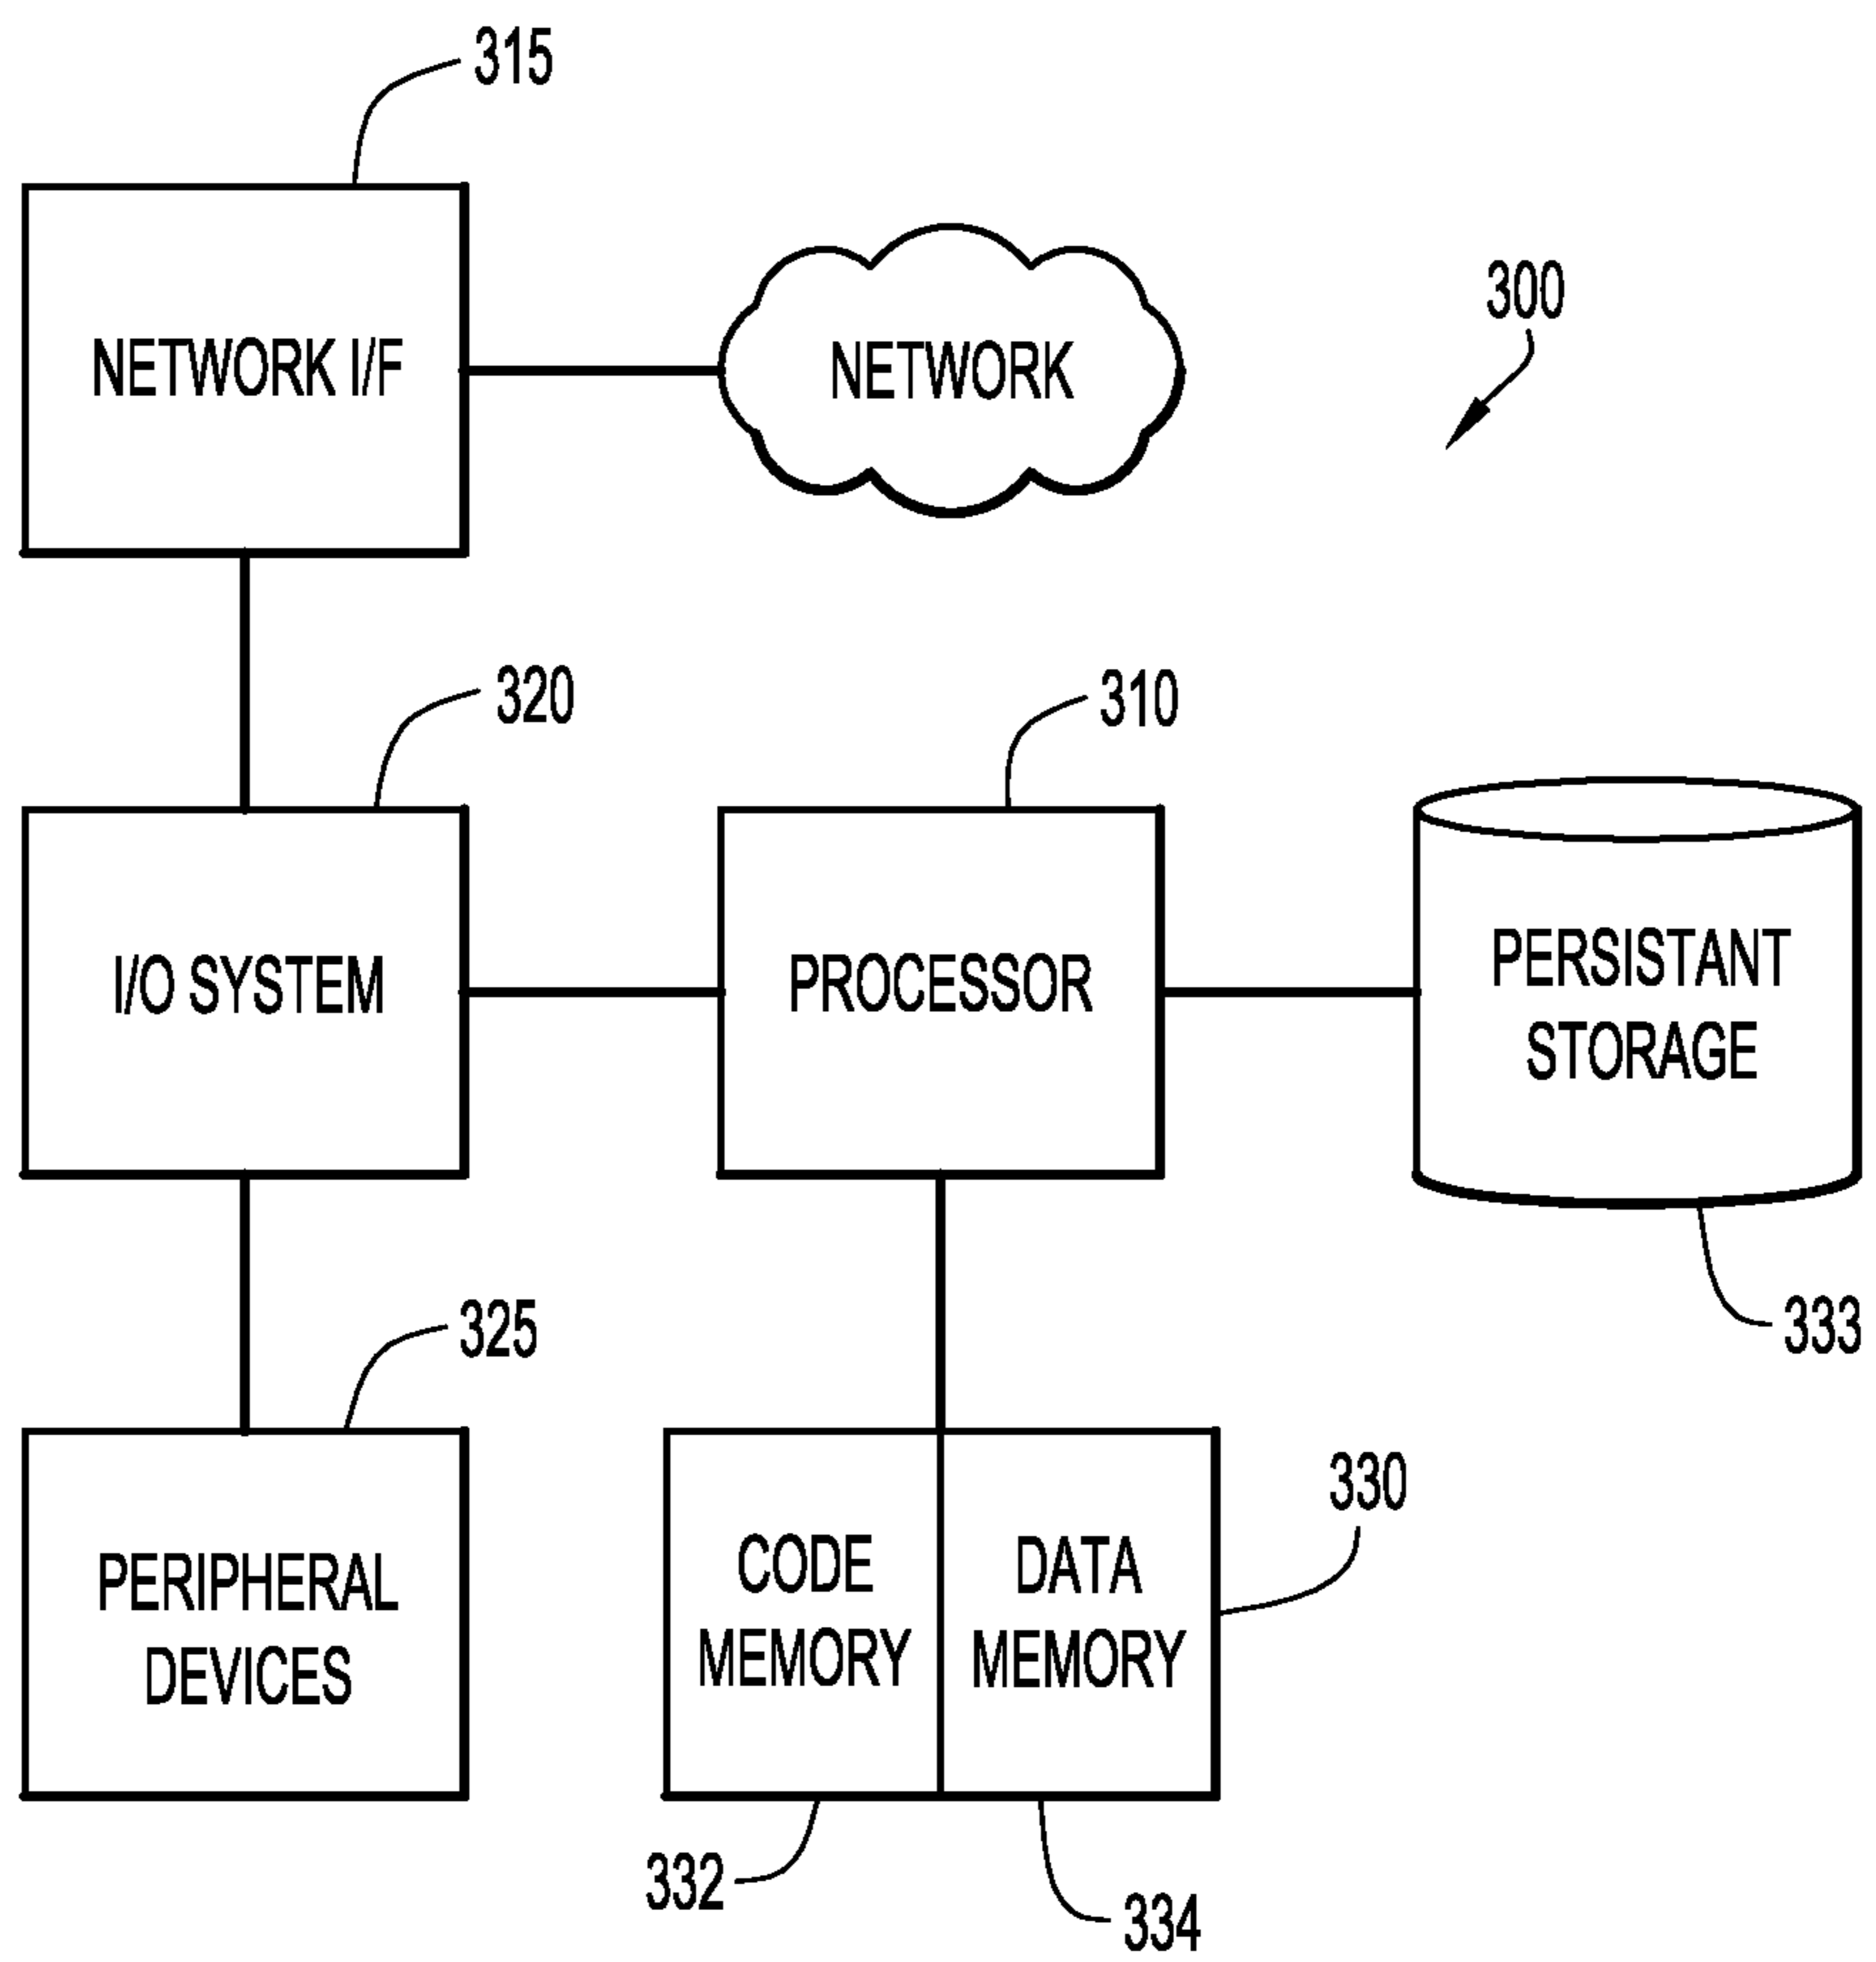 315
NETWORK I/F
NETWORK
300
320
310
I/O SYSTEM
PROCESSOR
PERSISTANT
STORAGE
325
333
PERIPHERAL
DEVICES
CODE
MEMORY
DATA
MEMORY
330
332
334